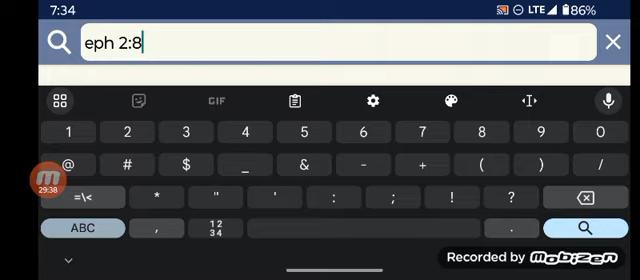 7:34 LTE 86%
eph 2:8
GIF
1 2 3 4 5 6 7 8 9 0
@ # $ _ & - + ( ) /
29:38
=\< * " ' : ; ! ?
ABC , 12 34 .
Recorded by mobizen